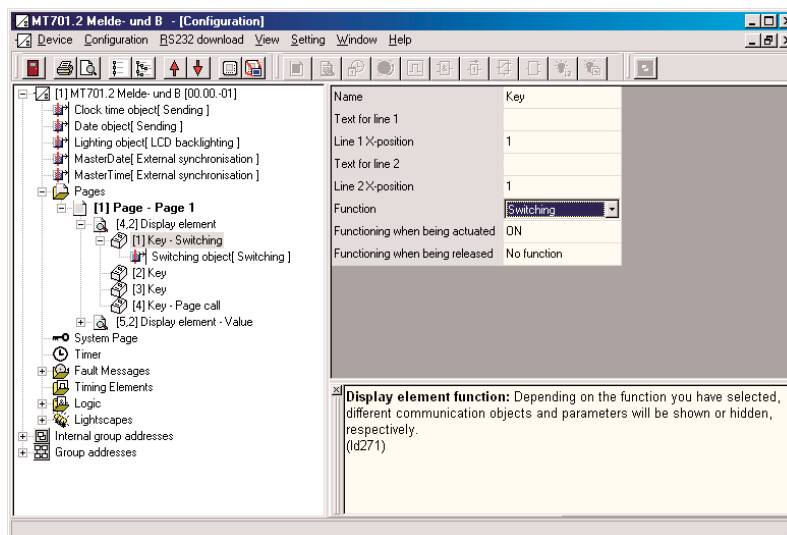 MT701.2 Melde- und B - [Configuration]
Device Configuration RS232 download View Setting Window Help
[1] MT701.2 Melde- und B [00.00.-01]
Clock time object[ Sending ]
Date object[ Sending ]
Lighting object[ LCD backlighting ]
MasterDate[ External synchronisation ]
MasterTime[ External synchronisation ]
Pages
[1] Page - Page 1
[4,2] Display element
[1] Key - Switching
Switching object[ Switching ]
[2] Key
[3] Key
[4] Key - Page call
[5,2] Display element - Value
System Page
Timer
Fault Messages
Timing Elements
Logic
Lightscapes
Internal group addresses
Group addresses
Name Key
Text for line 1
Line 1 X-position 1
Text for line 2
Line 2 X-position 1
Function Switching
Functioning when being actuated ON
Functioning when being released No function
Display element function: Depending on the function you have selected,
different communication objects and parameters will be shown or hidden,
respectively.
(Id271)